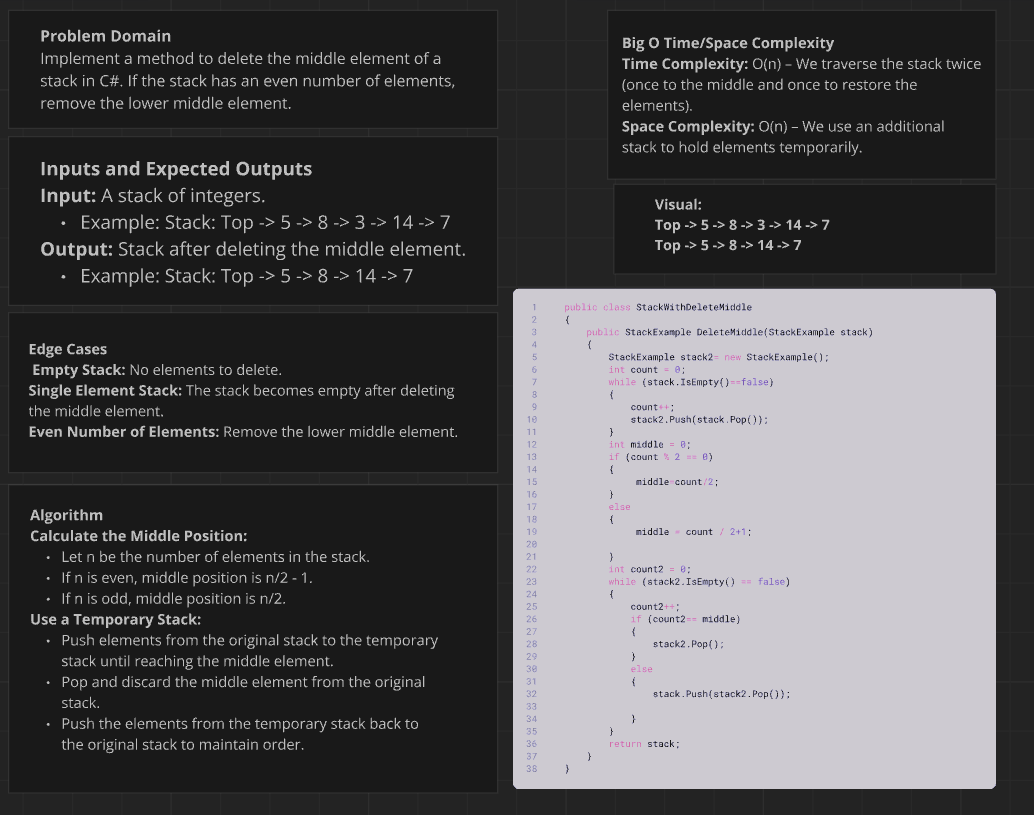 Problem Domain
Implement a method to delete the middle element of a
stack in C#. If the stack has an even number of elements,
remove the lower middle element.
Inputs and Expected Outputs
Input: A stack of integers.
• Example: Stack: Top -> 5 -> 8 -> 3 -> 14 -> 7
Output: Stack after deleting the middle element.
• Example: Stack: Top -> 5 -> 8 -> 14 -> 7
Edge Cases
Empty Stack: No elements to delete.
Single Element Stack: The stack becomes empty after deleting
the middle element.
Even Number of Elements: Remove the lower middle element.
Algorithm
Calculate the Middle Position:
• Let n be the number of elements in the stack.
• If n is even, middle position is n/2 - 1.
• If n is odd, middle position is n/2.
Use a Temporary Stack:
• Push elements from the original stack to the temporary
stack until reaching the middle element.
• Pop and discard the middle element from the original
stack.
• Push the elements from the temporary stack back to
the original stack to maintain order.
Big O Time/Space Complexity
Time Complexity: O(n) – We traverse the stack twice
(once to the middle and once to restore the
elements).
Space Complexity: O(n) – We use an additional
stack to hold elements temporarily.
Visual:
Top -> 5 -> 8 -> 3 -> 14 -> 7
Top -> 5 -> 8 -> 14 -> 7
1 public class StackWithDeleteMiddle
2 {
3 public StackExample DeleteMiddle(StackExample stack)
4 {
5 StackExample stack2= new StackExample();
6 int count = 0;
7 while (stack.IsEmpty()==false)
8 {
9 count++;
10 stack2.Push(stack.Pop());
11 }
12 int middle = 0;
13 if (count % 2 == 0)
14 {
15 middle=count/2;
16 }
17 else
18 {
19 middle = count / 2+1;
20
21 }
22 int count2 = 0;
23 while (stack2.IsEmpty() == false)
24 {
25 count2++;
26 if (count2== middle)
27 {
28 stack2.Pop();
29 }
30 else
31 {
32 stack.Push(stack2.Pop());
33
34 }
35 }
36 return stack;
37 }
38 }